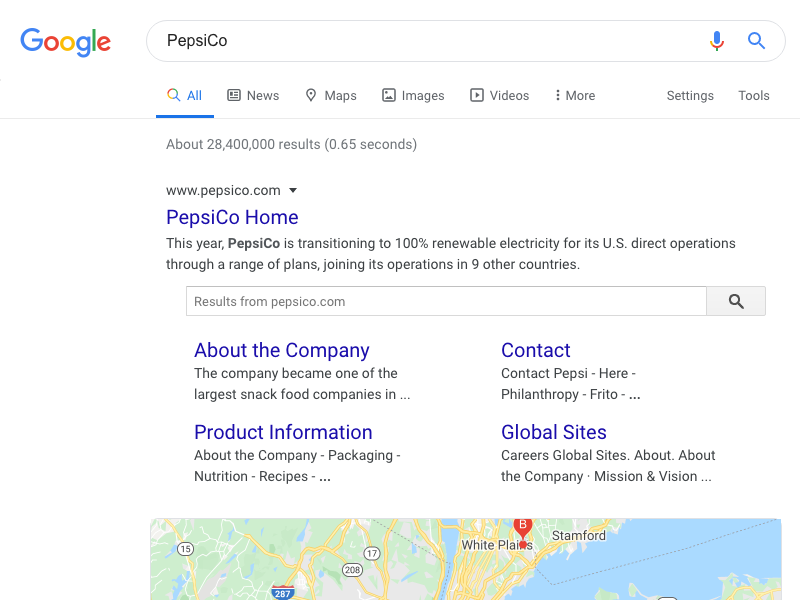 Google
PepsiCo
All News Maps Images Videos More Settings Tools
About 28,400,000 results (0.65 seconds)
www.pepsico.com
PepsiCo Home
This year, PepsiCo is transitioning to 100% renewable electricity for its U.S. direct operations
through a range of plans, joining its operations in 9 other countries.
Results from pepsico.com
About the Company
The company became one of the
largest snack food companies in ...
Contact
Contact Pepsi - Here -
Philanthropy - Frito - ...
Product Information
About the Company - Packaging -
Nutrition - Recipes - ...
Global Sites
Careers Global Sites. About. About
the Company · Mission & Vision ...
B
Stamford
White Plains
15
17
208
287